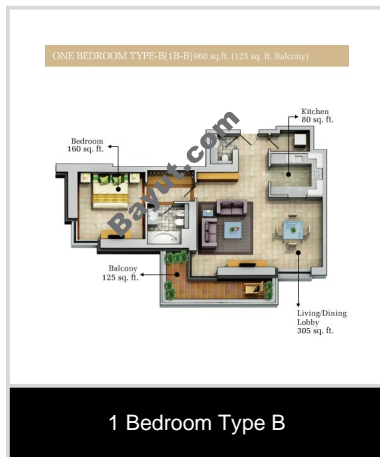 ONE BEDROOM TYPE-B(1B-B)960 sq.ft. (125 sq. ft. Balcony)
Kitchen
80 sq. ft.
Bedroom
160 sq. ft.
Bayut.com
Balcony
125 sq. ft.
Living/Dining
Lobby
305 sq. ft.
1 Bedroom Type B